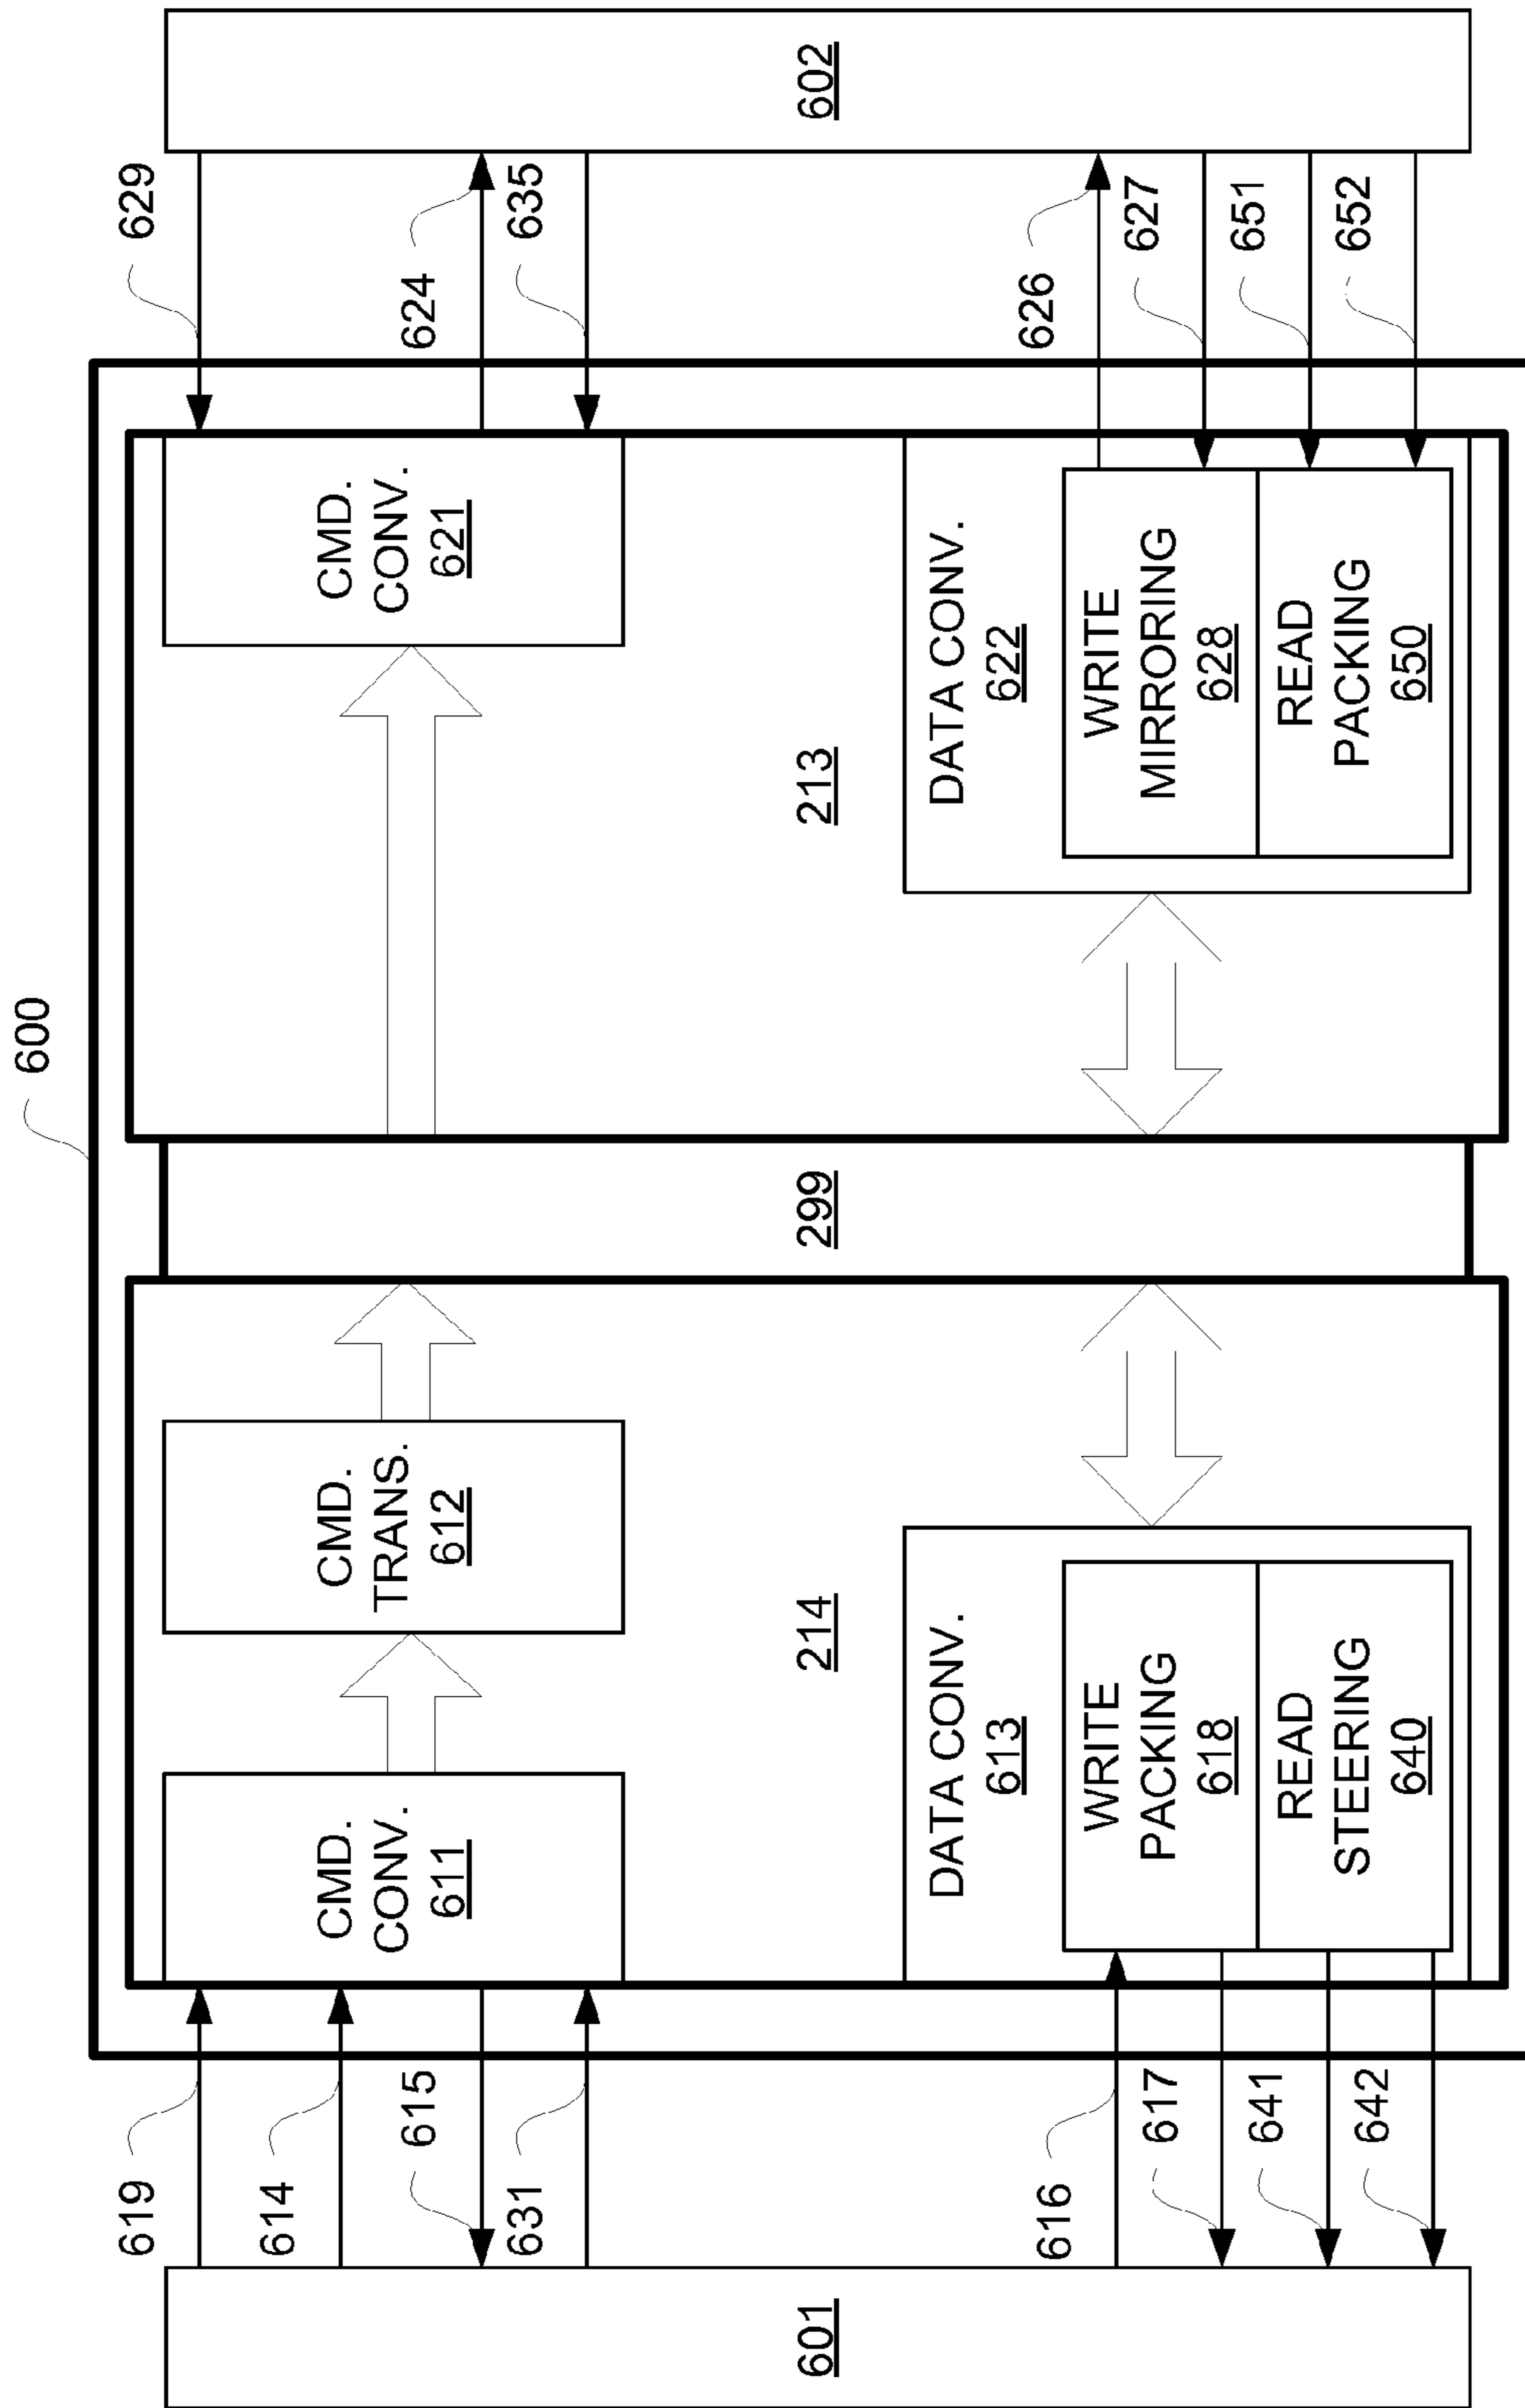 600
601
619
614
615
631
616
617
641
642
CMD.
CONV.
611
CMD.
TRANS.
612
214
DATA CONV.
613
WRITE
PACKING
618
READ
STEERING
640
299
CMD.
CONV.
621
213
DATA CONV.
622
WRITE
MIRRORING
628
READ
PACKING
650
629
624
635
626
627
651
652
602